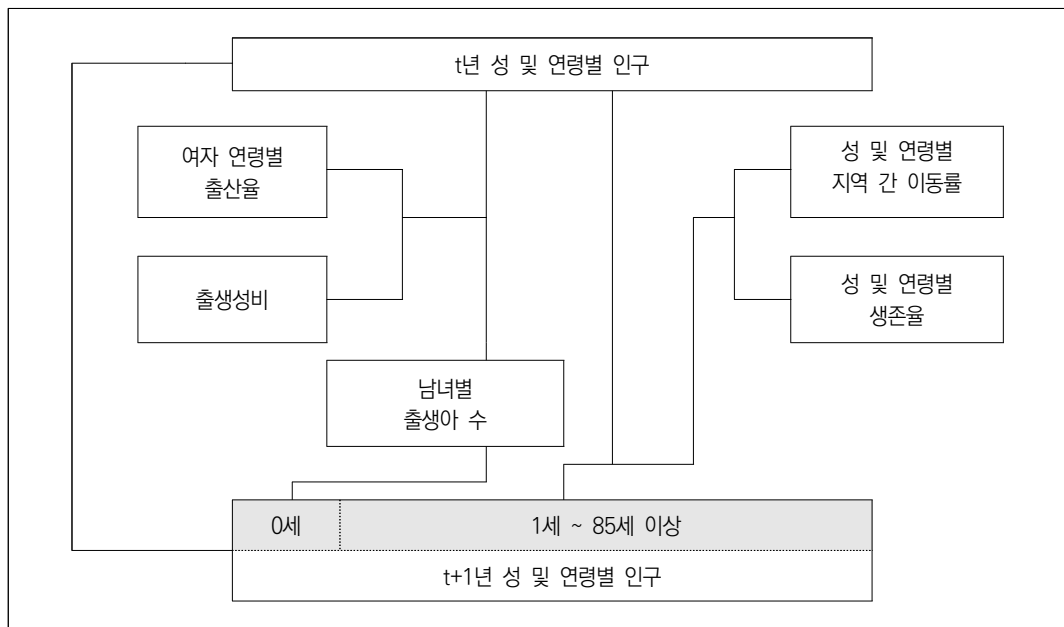 t년 성 및 연령별 인구
여자 연령별
출산율
성 및 연령별
지역 간 이동률
출생성비
성 및 연령별
생존율
남녀별
출생아 수
0세
1세 ~ 85세 이상
t+1년 성 및 연령별 인구